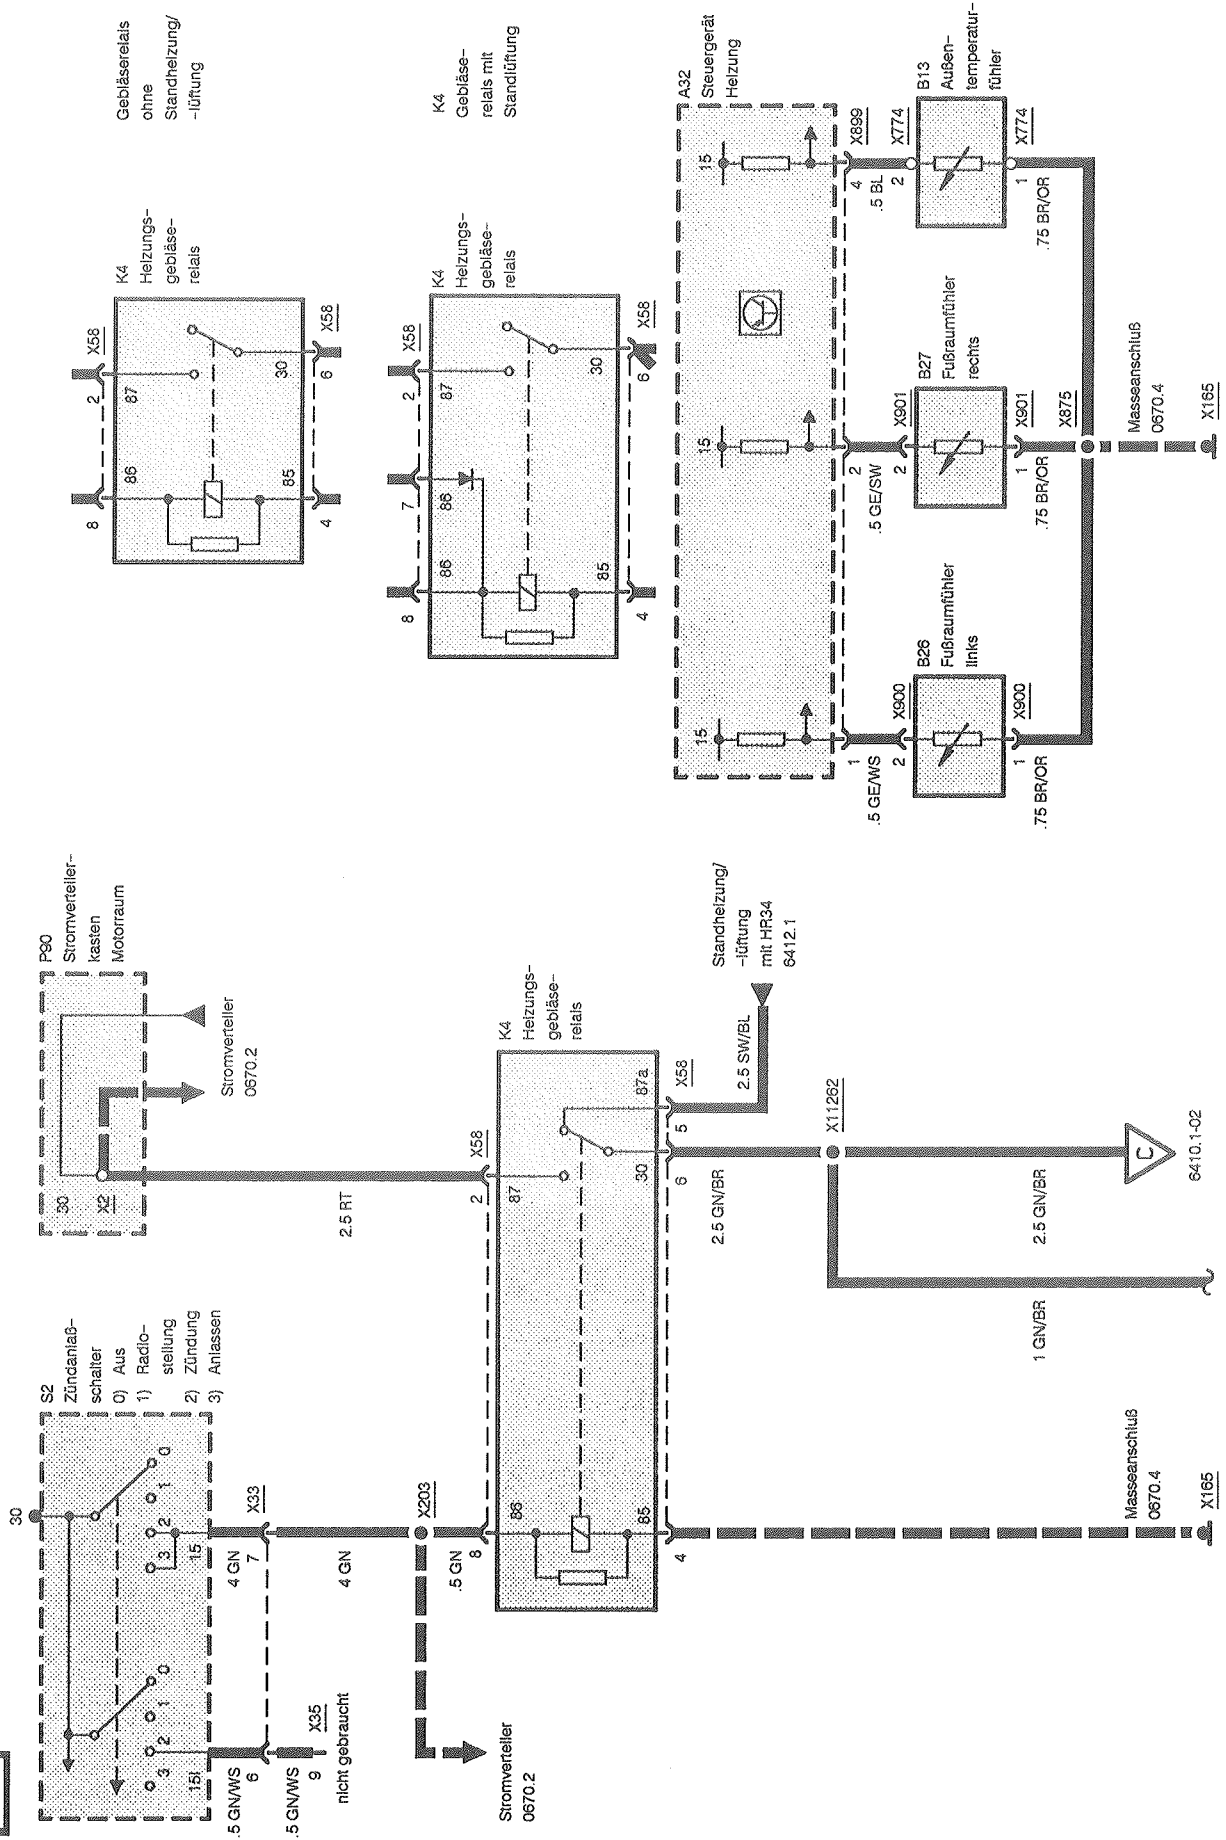 30
S2
Zündanlaß-
schalter
0) Aus
1) Radio-
stellung
2) Zündung
3) Anlassen
3
2
1
0
3
2
1
0
15I
15
.5 GN/WS
6
.5 GN/WS
9
X35
nicht gebraucht
4 GN
7
X33
4 GN
X203
.5 GN
8
Stromverteiler
0670.2
P90
Stromverteiler-
kasten
Motorraum
30
X2
Stromverteiler
0670.2
2.5 RT
2
X58
K4
Heizungs-
gebläse-
relais
86
87
85
30
87a
4
6
5
X58
2.5 GN/BR
2.5 SW/BL
Standheizung/
-lüftung
mit HR34
6412.1
X11262
1 GN/BR
2.5 GN/BR
C
6410.1-02
Masseanschluß
0670.4
X165
Gebläserelais
ohne
Standheizung/
-lüftung
K4
Heizungs-
gebläse-
relais
8
2
X58
86
87
85
30
4
6
X58
K4
Gebläse-
relais mit
Standlüftung
K4
Heizungs-
gebläse-
relais
8
7
2
X58
86
86
87
85
30
4
6
X58
A32
Steuergerät
Heizung
15
15
15
1
2
4
X899
.5 GE/WS
.5 GE/SW
.5 BL
2
X900
2
X901
2
X774
B26
Fußraumfühler
links
B27
Fußraumfühler
rechts
B13
Außen-
temperatur-
fühler
1
X900
1
X901
1
X774
.75 BR/OR
.75 BR/OR
.75 BR/OR
X875
Masseanschluß
0670.4
X165